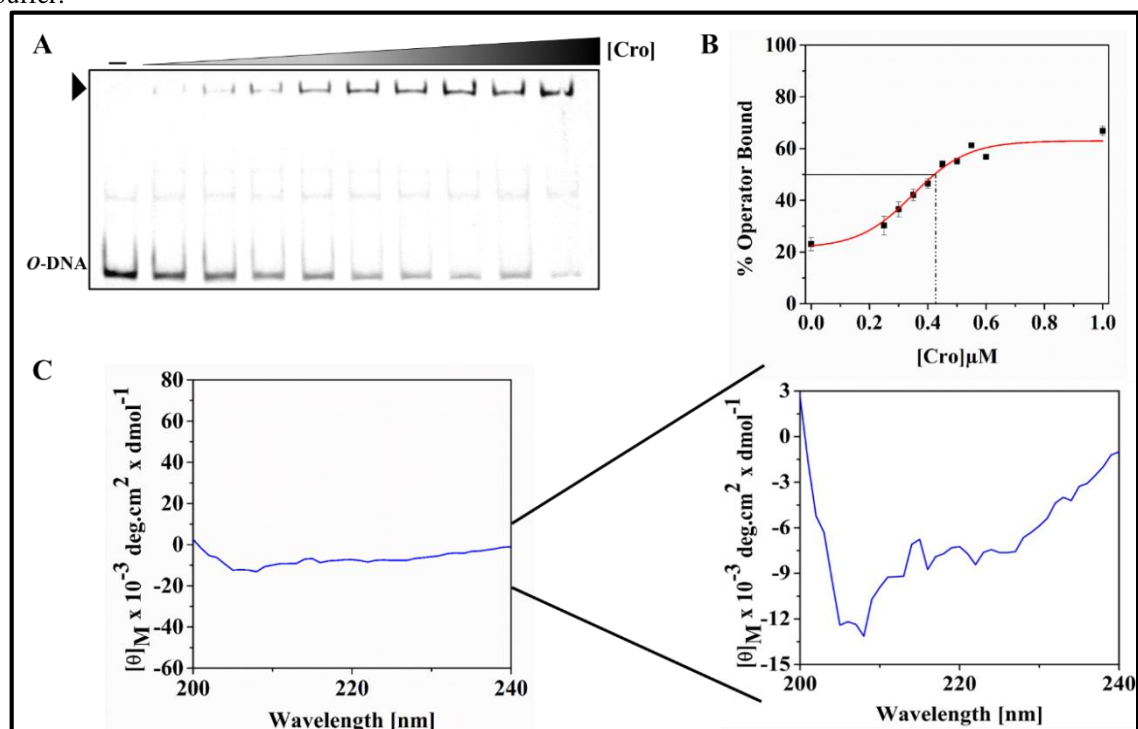 buffer.
A
[Cro]
O-DNA
B
% Operator Bound
100
80
60
40
20
0
0.0 0.2 0.4 0.6 0.8 1.0
[Cro]µM
C
[θ]M x 10-3 deg.cm2 x dmol-1
80
60
40
20
0
-20
-40
-60
200 220 240
Wavelength [nm]
[θ]M x 10-3 deg.cm2 x dmol-1
3
0
-3
-6
-9
-12
-15
200 220 240
Wavelength [nm]